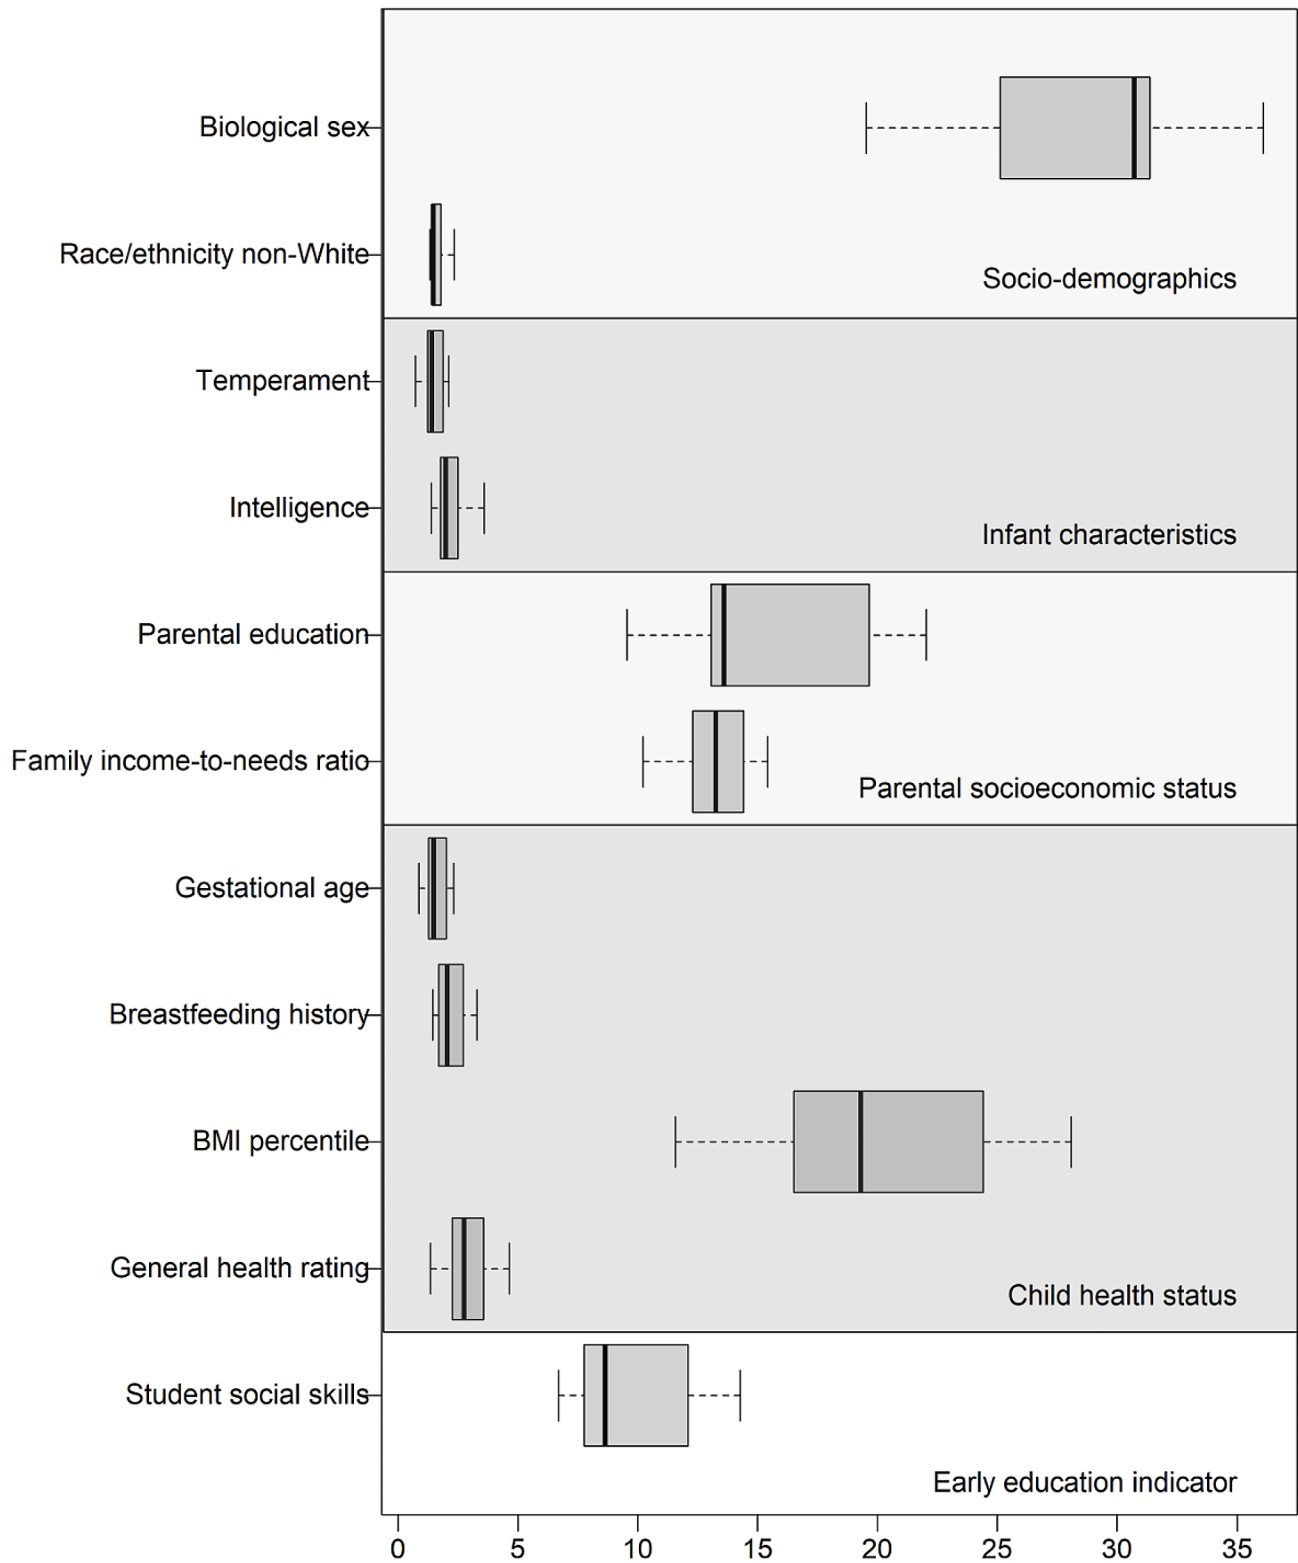 Biological sex
Race/ethnicity non-White
Socio-demographics
Temperament
Intelligence
Infant characteristics
Parental education
Family income-to-needs ratio
Parental socioeconomic status
Gestational age
Breastfeeding history
BMI percentile
General health rating
Child health status
Student social skills
Early education indicator
0 5 10 15 20 25 30 35